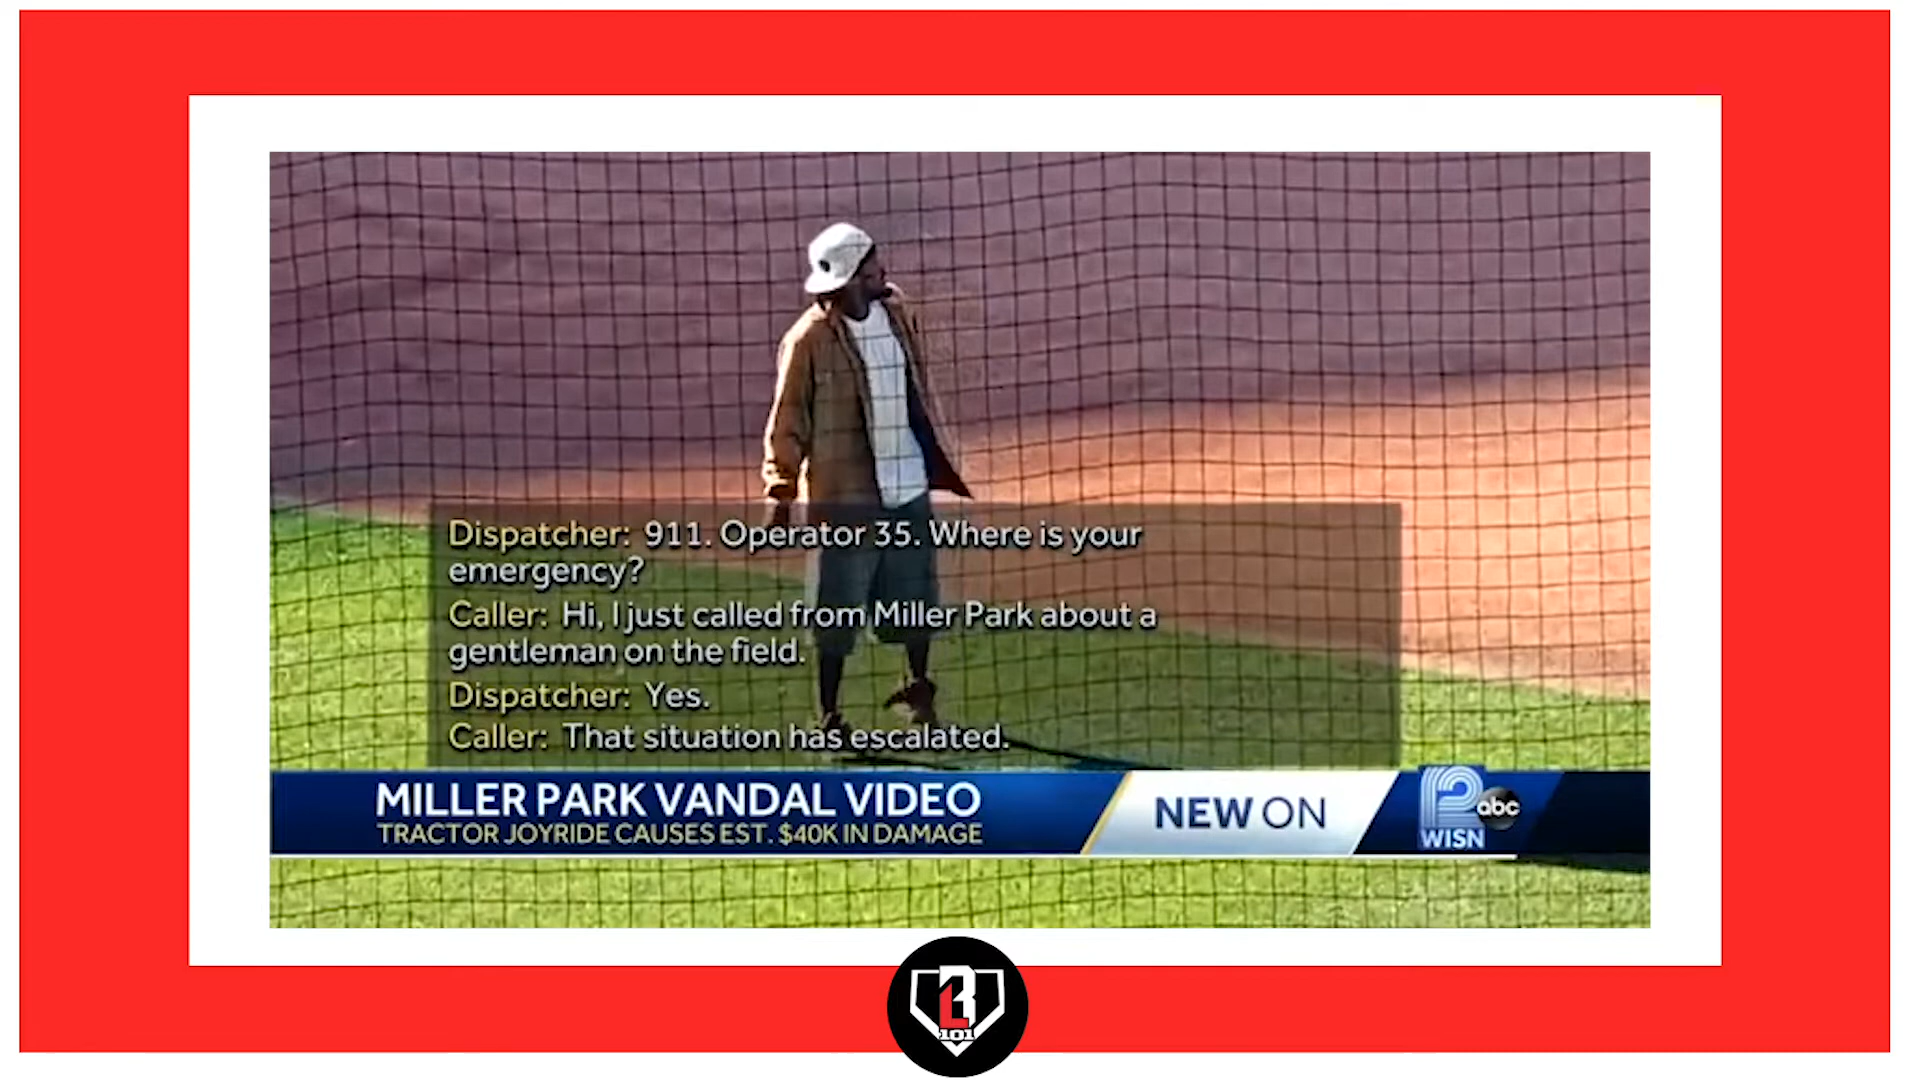 Dispatcher: 911. Operator 35. Where is your
emergency?
Caller: Hi, I just called from Miller Park about a
gentleman on the field.
Dispatcher: Yes.
Caller: That situation has escalated.
MILLER PARK VANDAL VIDEO
TRACTOR JOYRIDE CAUSES EST. $40K IN DAMAGE
NEW ON
12
abc
WISN
B
101